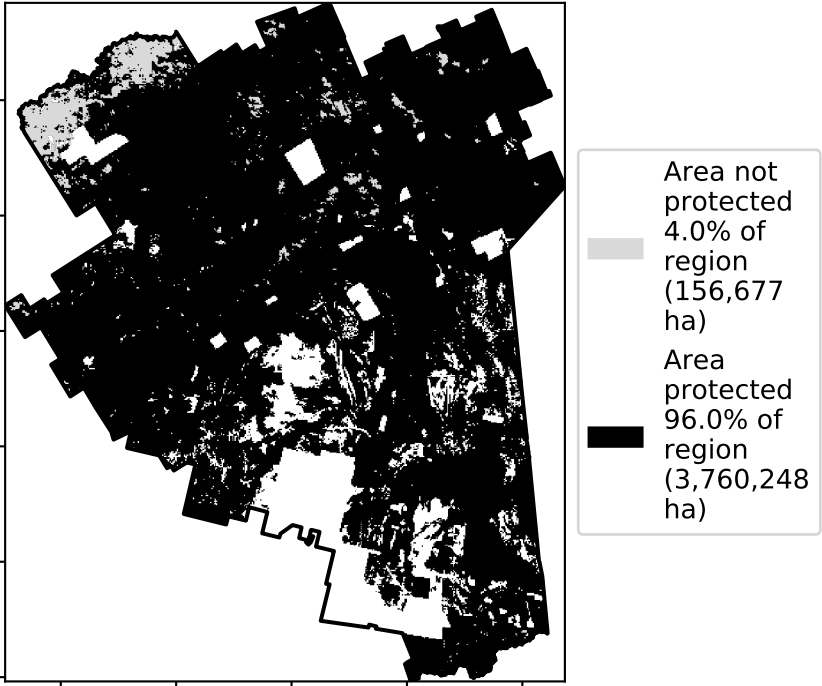 Area not
protected
4.0% of
region
(156,677
ha)
Area
protected
96.0% of
region
(3,760,248
ha)